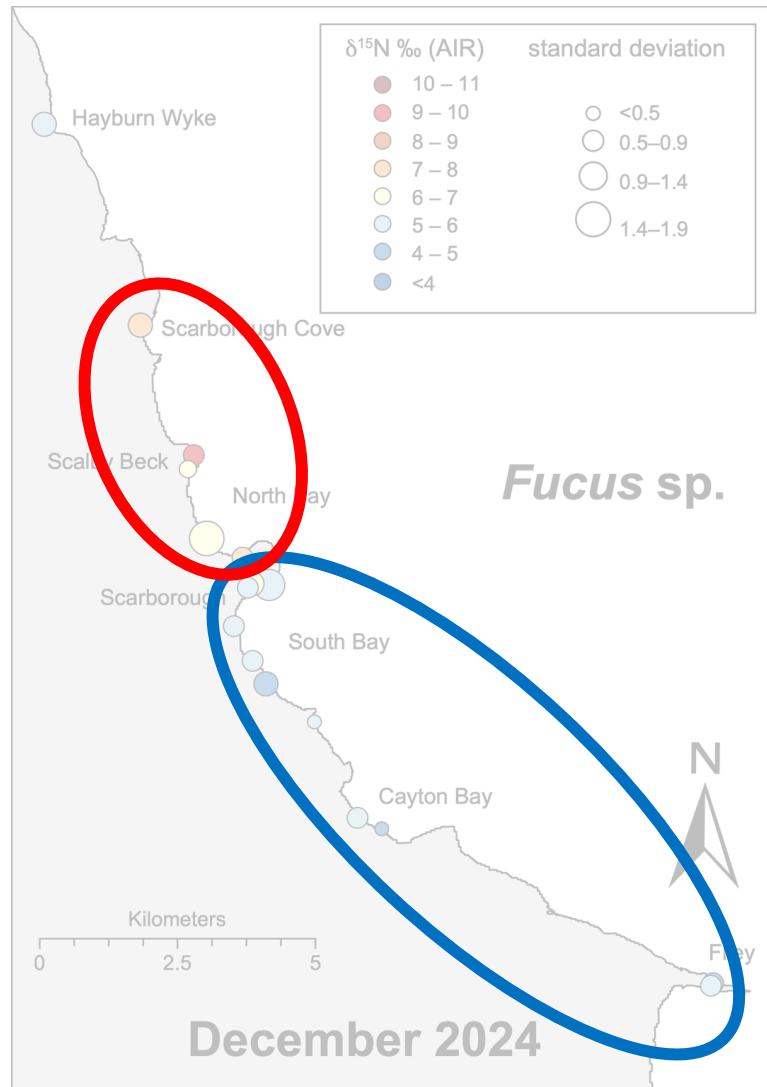 δ¹⁵N ‰ (AIR)
10 – 11
9 – 10
8 – 9
7 – 8
6 – 7
5 – 6
4 – 5
<4
standard deviation
<0.5
0.5–0.9
0.9–1.4
1.4–1.9
Hayburn Wyke
Scarborough Cove
Scalby Beck
North Bay
Fucus sp.
Scarborough
South Bay
N
Cayton Bay
Kilometers
0 2.5 5
Filey
December 2024